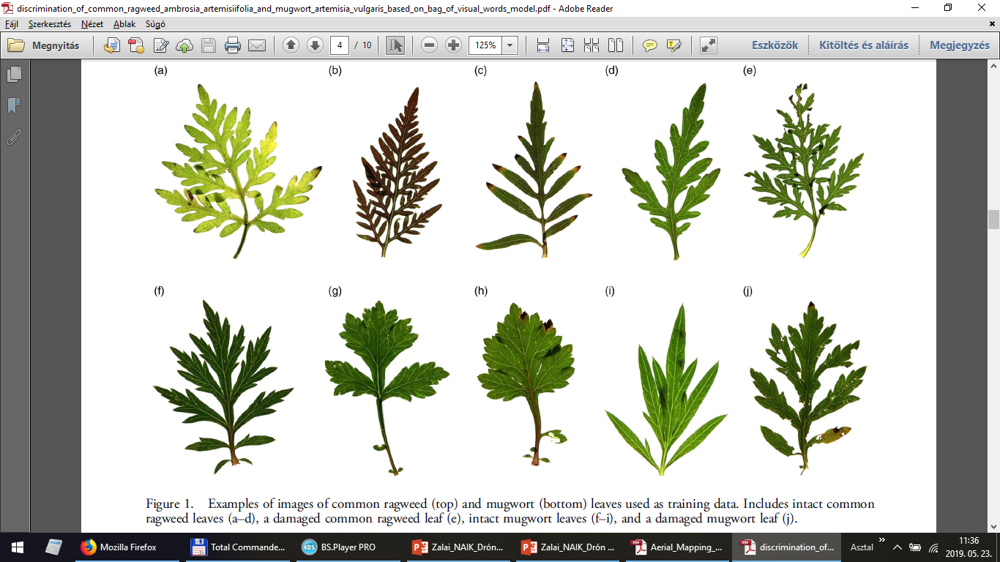 discrimination_of_common_ragweed_ambrosia_artemisiifolia_and_mugwort_artemisia_vulgaris_based_on_bag_of_visual_words_model.pdf - Adobe Reader
Fájl Szerkesztés Nézet Ablak Súgó
Megnyitás 4 / 10 125% Eszközök Kitöltés és aláírás Megjegyzés
(a) (b) (c) (d) (e)
(f) (g) (h) (i) (j)
Figure 1. Examples of images of common ragweed (top) and mugwort (bottom) leaves used as training data. Includes intact common
ragweed leaves (a–d), a damaged common ragweed leaf (e), intact mugwort leaves (f–i), and a damaged mugwort leaf (j).
Mozilla Firefox Total Commande... BS.Player PRO Zalai_NAIK_Drón... Zalai_NAIK_Drón ... Aerial_Mapping_... discrimination_of... Asztal 11:36
2019. 05. 23.